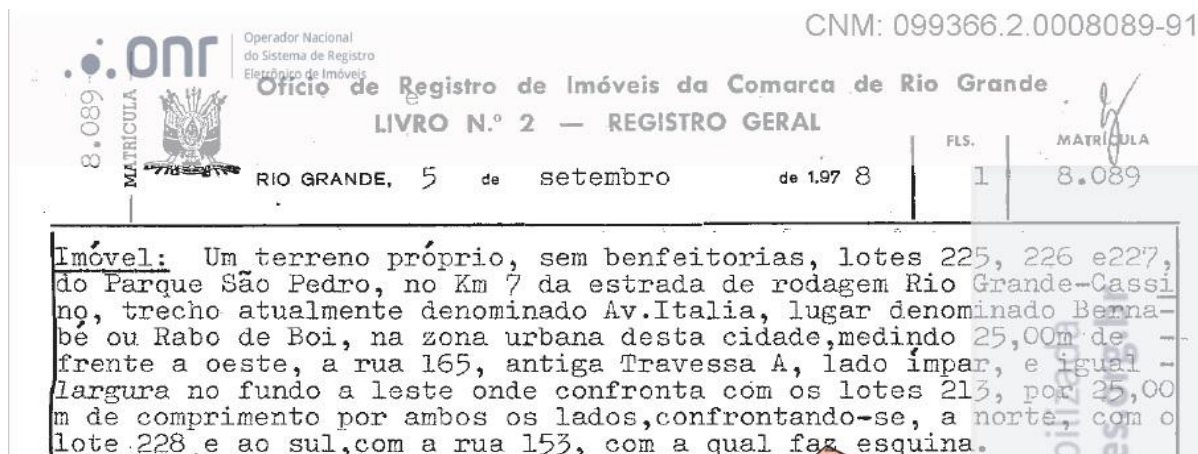 CNM: 099366.2.0008089-91
onr
Operador Nacional
do Sistema de Registro
Eletrônico de Imóveis
Ofício de Registro de Imóveis da Comarca de Rio Grande
LIVRO N.º 2 — REGISTRO GERAL
8.089
MATRÍCULA
FLS.
MATRÍCULA
RIO GRANDE, 5 de setembro de 1.97 8
1
8.089
Imóvel: Um terreno próprio, sem benfeitorias, lotes 225, 226 e227,
do Parque São Pedro, no Km 7 da estrada de rodagem Rio Grande-Cassi
no, trecho atualmente denominado Av.Italia, lugar denominado Berna-
bé ou Rabo de Boi, na zona urbana desta cidade,medindo 25,00m de -
frente a oeste, a rua 165, antiga Travessa A, lado ímpar, e igual -
largura no fundo a leste onde confronta com os lotes 213, por 25,00
m de comprimento por ambos os lados,confrontando-se, a norte, com o
lote 228 e ao sul,com a rua 153, com a qual faz esquina.